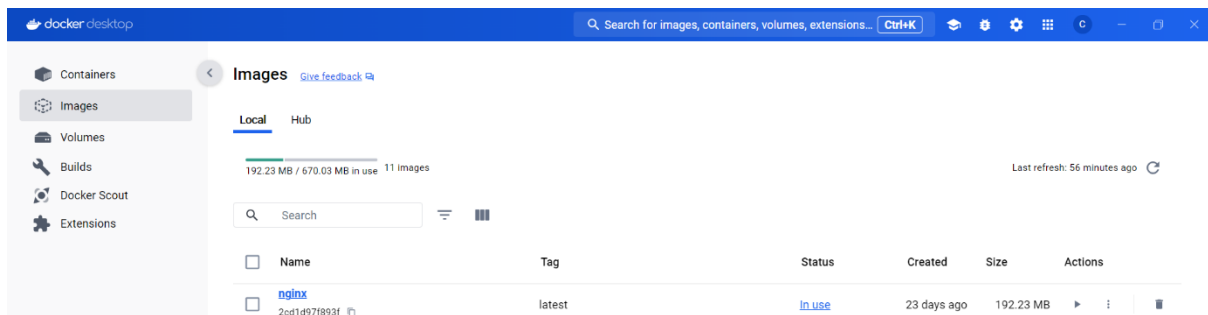 docker desktop
Search for images, containers, volumes, extensions... Ctrl+K
C
Containers
Images
Volumes
Builds
Docker Scout
Extensions
Images Give feedback
Local Hub
192.23 MB / 670.03 MB in use 11 images
Last refresh: 56 minutes ago
Search
Name Tag Status Created Size Actions
nginx
2cd1d97f893f
latest In use 23 days ago 192.23 MB